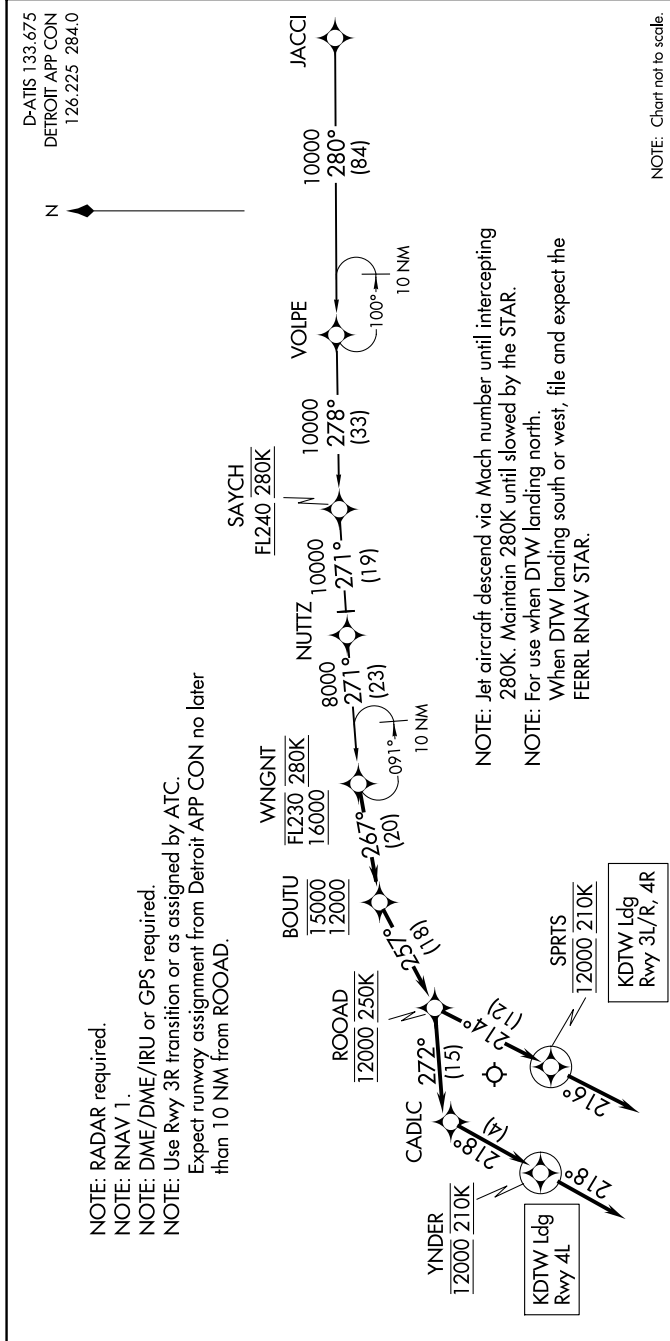 D-ATIS 133.675
DETROIT APP CON
126.225 284.0
N
NOTE: RADAR required.
NOTE: RNAV 1.
NOTE: DME/DME/IRU or GPS required.
NOTE: Use Rwy 3R transition or as assigned by ATC.
Expect runway assignment from Detroit APP CON no later
than 10 NM from ROOAD.
JACCI
10000
280°
(84)
VOLPE
100°
10 NM
10000
278°
(33)
SAYCH
FL240 280K
10000
271°
(19)
NUTTZ
8000
271°
(23)
WNGNT
FL230 280K
16000
091°
10 NM
267°
(20)
BOUTU
15000
12000
257°
(18)
ROOAD
12000 250K
272°
(15)
CADLC
218°
(4)
YNDER
12000 210K
218°
KDTW Ldg
Rwy 4L
214°
(12)
SPRTS
12000 210K
216°
KDTW Ldg
Rwy 3L/R, 4R
NOTE: Jet aircraft descend via Mach number until intercepting
280K. Maintain 280K until slowed by the STAR.
NOTE: For use when DTW landing north.
When DTW landing south or west, file and expect the
FERRL RNAV STAR.
NOTE: Chart not to scale.